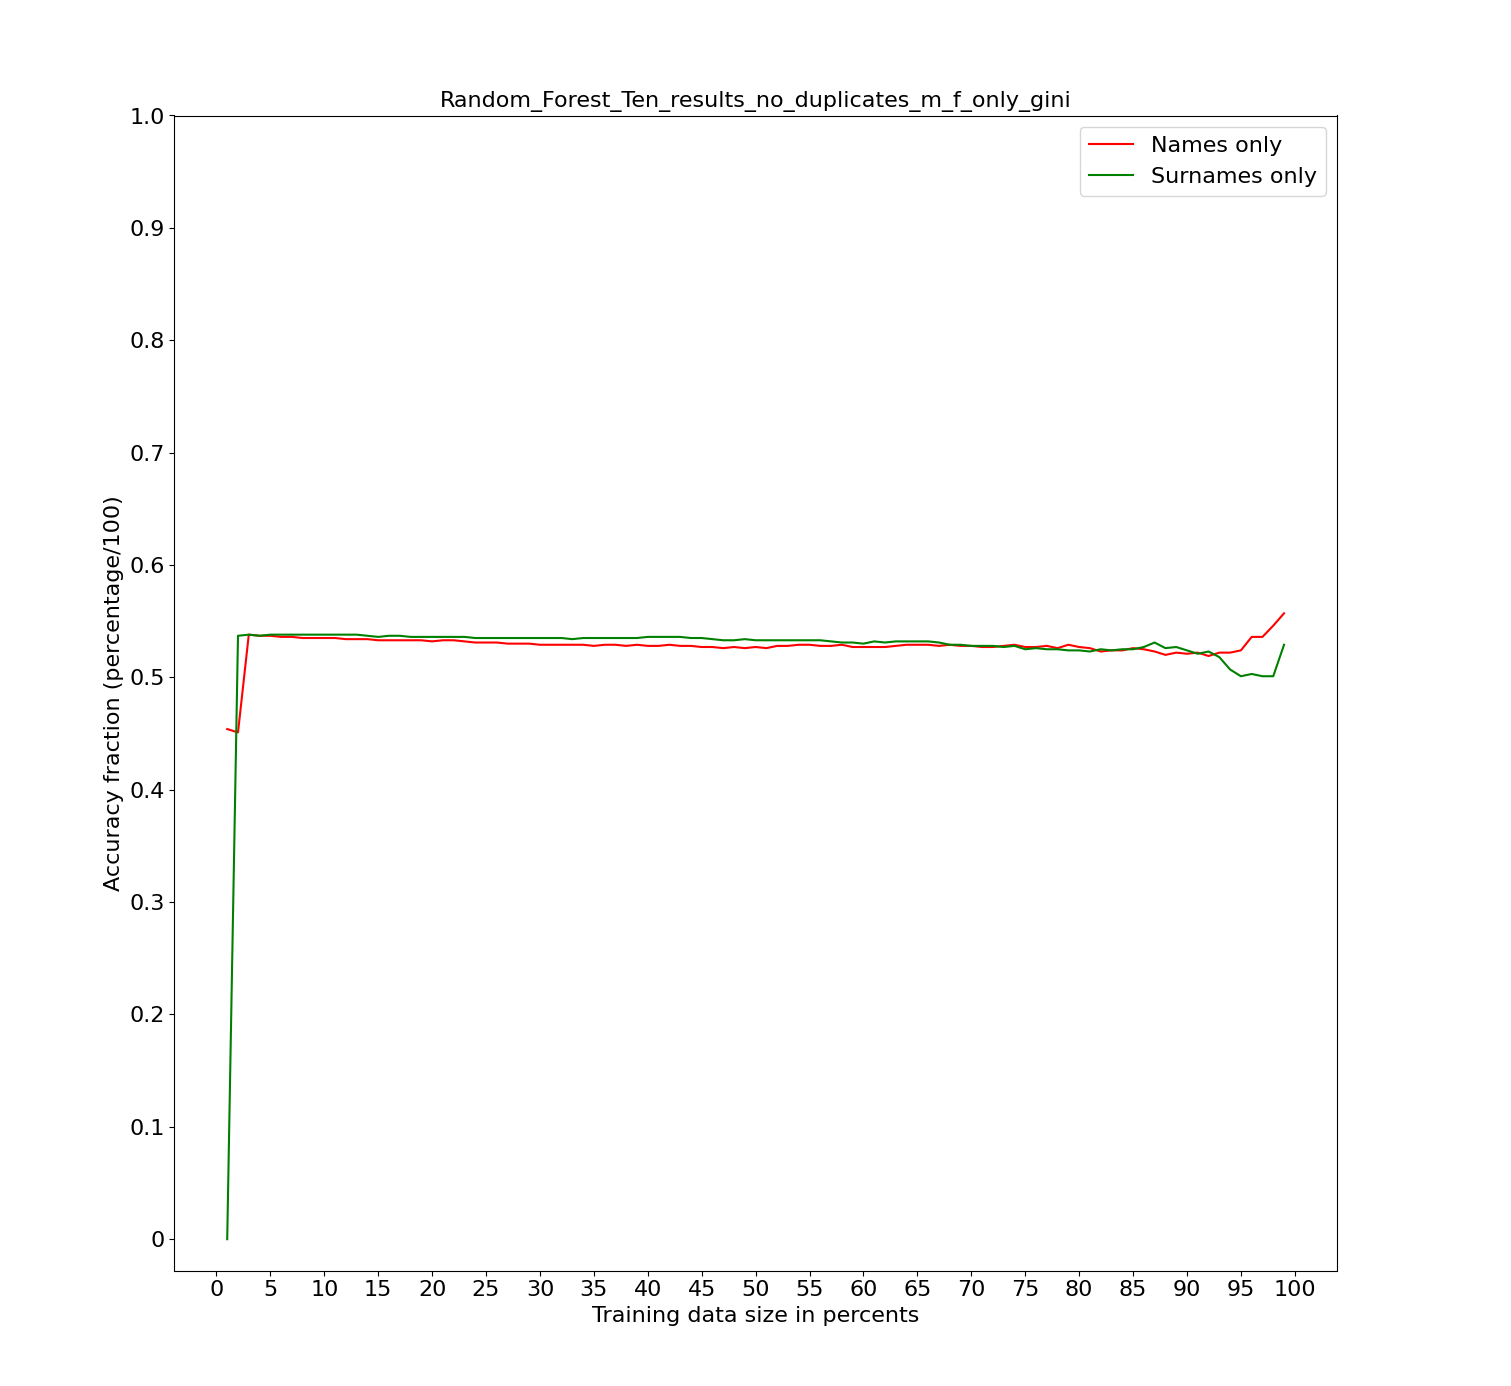 Random_Forest_Ten_results_no_duplicates_m_f_only_gini
Names only
Surnames only
1.0
0.9
0.8
0.7
0.6
0.5
0.4
0.3
0.2
0.1
0
Accuracy fraction (percentage/100)
0 5 10 15 20 25 30 35 40 45 50 55 60 65 70 75 80 85 90 95 100
Training data size in percents